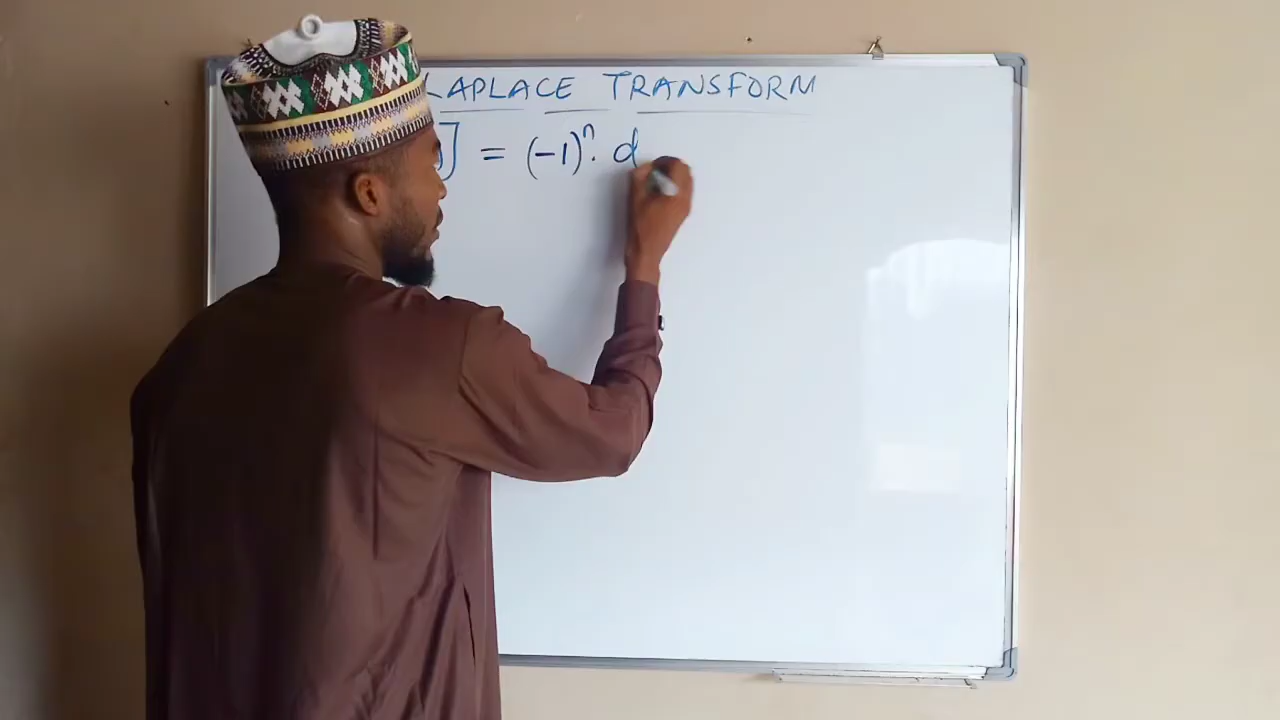 LAPLACE TRANSFORM
] = (-1)ⁿ. d